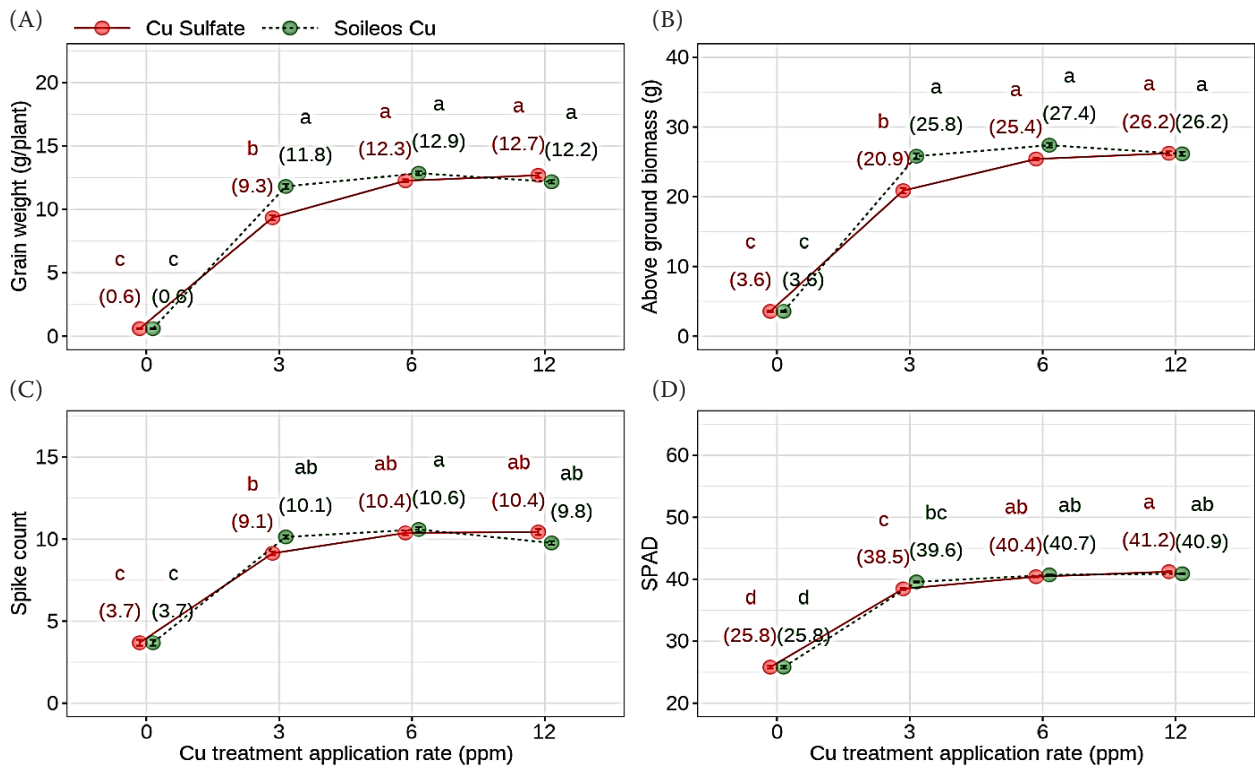 (A)
Cu Sulfate
Soileos Cu
Grain weight (g/plant)
20
15
10
5
0
c
(0.6)
c
(0.6)
b
(9.3)
a
(11.8)
a
(12.3)
a
(12.9)
a
(12.7)
a
(12.2)
0
3
6
12
(B)
Above ground biomass (g)
40
30
20
10
0
c
(3.6)
c
(3.6)
b
(20.9)
a
(25.8)
a
(25.4)
a
(27.4)
a
(26.2)
a
(26.2)
0
3
6
12
(C)
Spike count
15
10
5
0
c
(3.7)
c
(3.7)
b
(9.1)
ab
(10.1)
ab
(10.4)
a
(10.6)
ab
(10.4)
ab
(9.8)
0
3
6
12
Cu treatment application rate (ppm)
(D)
SPAD
60
50
40
30
20
d
(25.8)
d
(25.8)
c
(38.5)
bc
(39.6)
ab
(40.4)
ab
(40.7)
a
(41.2)
ab
(40.9)
0
3
6
12
Cu treatment application rate (ppm)